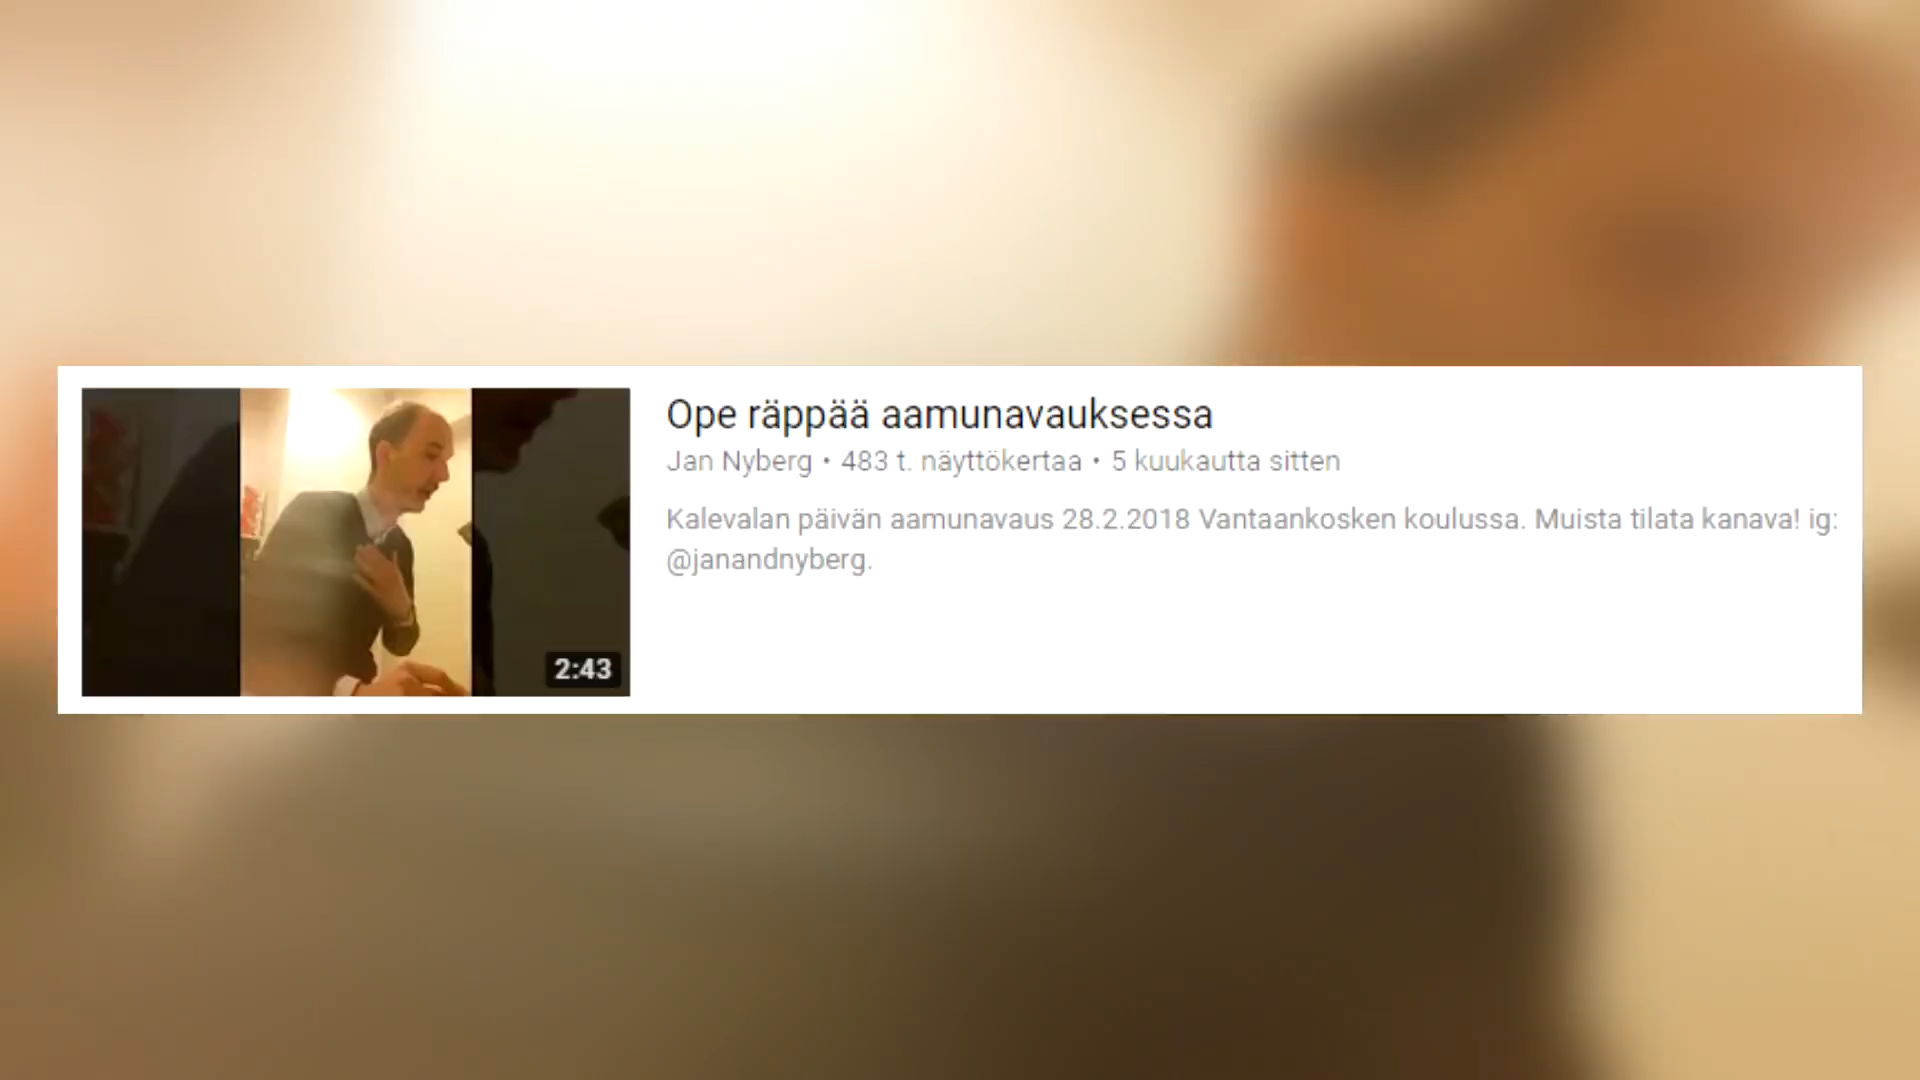 Ope räppää aamunavauksessa
Jan Nyberg • 483 t. näyttökertaa • 5 kuukautta sitten
Kalevalan päivän aamunavaus 28.2.2018 Vantaankosken koulussa. Muista tilata kanava! ig:
@janandnyberg.
2:43